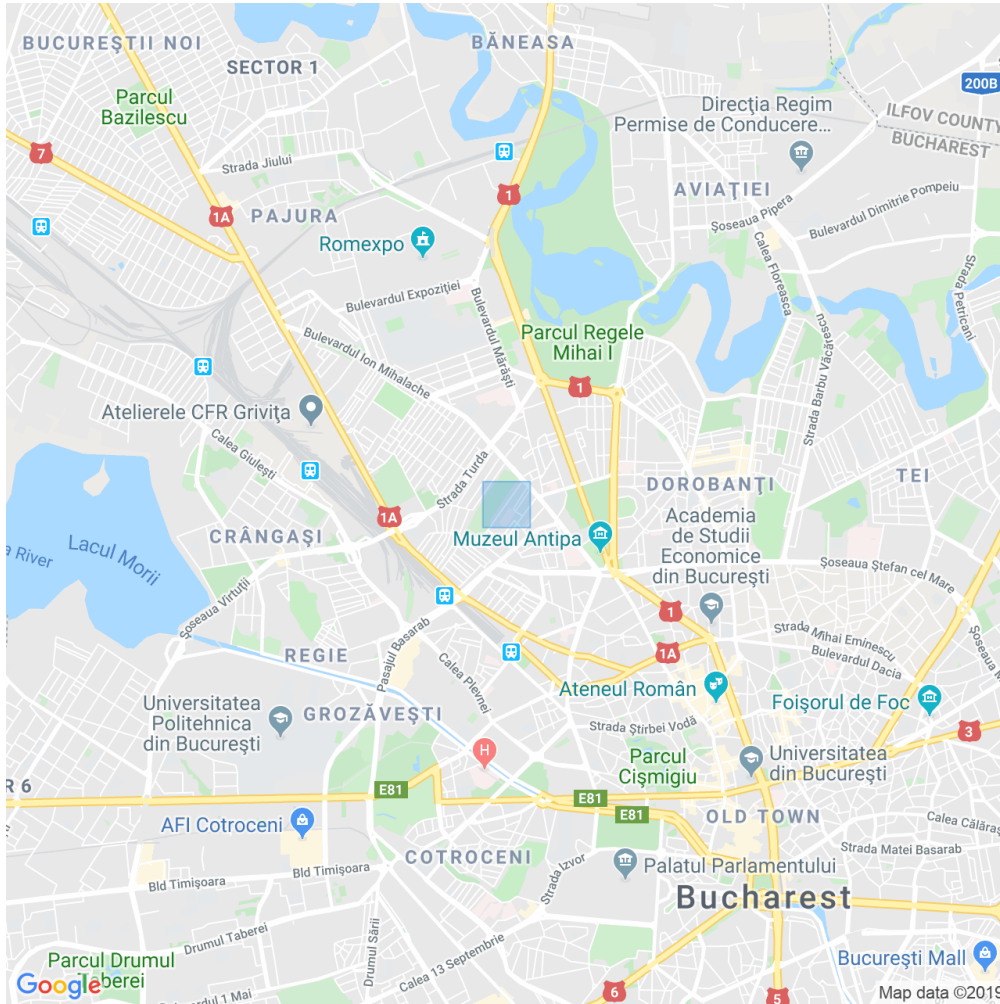 BUCUREŞTII NOI
BĂNEASA
SECTOR 1
200B
Parcul
Bazilescu
Direcţia Regim
Permise de Conducere...
ILFOV COUNTY
BUCHAREST
7
Strada Jiului
1
AVIAŢIEI
Bulevardul Dimitrie Pompeiu
1A
PAJURA
Şoseaua Pipera
Romexpo
Calea Floreasca
Strada Petricani
Bulevardul Expoziţiei
Bulevardul Mărăşti
Bulevardul Ion Mihalache
Parcul Regele
Mihai I
Strada Barbu Văcărescu
1
Atelierele CFR Griviţa
Calea Giuleşti
Strada Turda
DOROBANŢI
TEI
1A
CRÂNGAŞI
Muzeul Antipa
Academia
de Studii
Economice
din Bucureşti
Lacul Morii
a River
Şoseaua Ştefan cel Mare
Şoseaua Virtuţii
1
Şoseaua M
Strada Mihai Eminescu
Bulevardul Dacia
REGIE
Pasajul Basarab
Calea Plevnei
1A
Ateneul Român
Foişorul de Foc
Universitatea
Politehnica
din Bucureşti
GROZĂVEŞTI
Strada Ştirbei Vodă
3
H
Parcul
Cişmigiu
Universitatea
din Bucureşti
R 6
E81
E81
E81
OLD TOWN
AFI Cotroceni
Calea Călăraş
Strada Matei Basarab
COTROCENI
Strada Izvor
Palatul Parlamentului
Bld Timişoara
Bld Timişoara
Bucharest
Drumul Taberei
Drumul Sării
Calea 13 Septembrie
Parcul Drumul
Taberei
Bucureşti Mall
Google
1 Mai
6
5
Map data ©2019